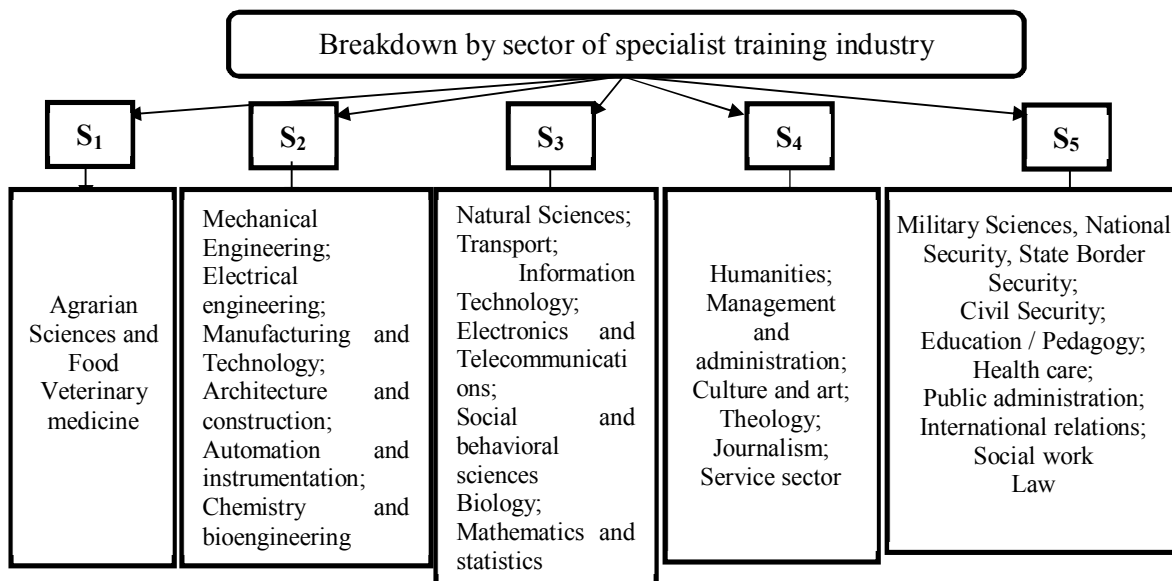 Breakdown by sector of specialist training industry
S₁
S₂
S₃
S₄
S₅
Agrarian
Sciences and
Food
Veterinary
medicine
Mechanical
Engineering;
Electrical
engineering;
Manufacturing and
Technology;
Architecture and
construction;
Automation and
instrumentation;
Chemistry and
bioengineering
Natural Sciences;
Transport;
Information
Technology;
Electronics and
Telecommunicati
ons;
Social and
behavioral
sciences
Biology;
Mathematics and
statistics
Humanities;
Management
and
administration;
Culture and art;
Theology;
Journalism;
Service sector
Military Sciences, National
Security, State Border
Security;
Civil Security;
Education / Pedagogy;
Health care;
Public administration;
International relations;
Social work
Law